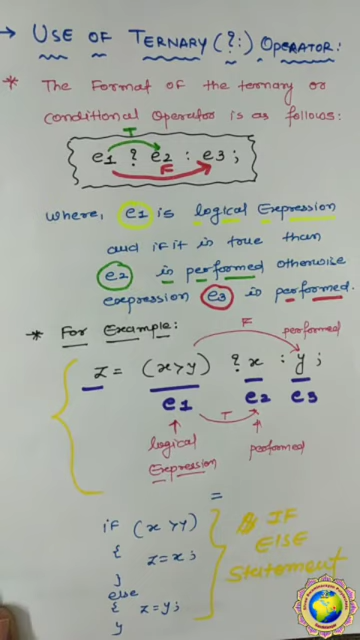 → USE OF TERNARY (?:) OPERATOR:
* The Format of the ternary or
conditional Operator is as follows:
T
e1 ? e2 : e3 ;
F
where, e1 is logical Expression
and if it is true than
e2 is performed otherwise
expression e3 is performed.
* For Example:
F performed
z = (x>y) ? x : y ;
e1 e2 e3
T
logical Expression
performed
=
if (x>y)
{ z=x;
}
else
{ z=y;
}
IF
ELSE
Statement